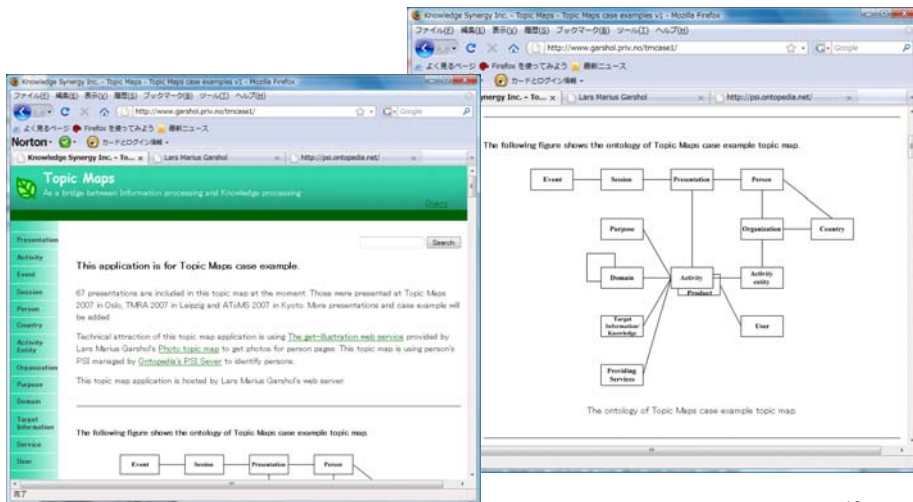 Knowledge Synergy Inc. - Topic Maps - Topic Maps case examples v1 - Mozilla Firefox
ファイル(F) 編集(E) 表示(V) 履歴(S) ブックマーク(B) ツール(T) ヘルプ(H)
http://www.garshol.priv.no/tmcase1/
Google
よく見るページ Firefox を使ってみよう 最新ニュース
カードとログイン情報
ynergy Inc. - To... Lars Marius Garshol http://psi.ontopedia.net/
The following figure shows the ontology of Topic Maps case example topic map.
Event Session Presentation Person
Purpose Organization Country
Domain Activity Activity entity
Product
Target Information/ Knowledge User
Providing Services
The ontology of Topic Maps case example topic map.
Knowledge Synergy Inc. - Topic Maps - Topic Maps case examples v1 - Mozilla Firefox
ファイル(F) 編集(E) 表示(V) 履歴(S) ブックマーク(B) ツール(T) ヘルプ(H)
http://www.garshol.priv.no/tmcase1/
Google
よく見るページ Firefox を使ってみよう 最新ニュース
Norton カードとログイン情報
Knowledge Synergy Inc. - To... Lars Marius Garshol http://psi.ontopedia.net/
Topic Maps
As a bridge between Information processing and Knowledge processing
Query
Search
Presentation
Activity
Event
Session
Person
Country
Activity
Entity
Organization
Purpose
Domain
Target
Information
Service
User
This application is for Topic Maps case example.
67 presentations are included in this topic map at the moment. Those were presented at Topic Maps
2007 in Oslo, TMRA 2007 in Leipzig and AToMS 2007 in Kyoto. More presentations and case example will
be added.
Technical attraction of this topic map application is using The get-illustration web service provided by
Lars Marius Garshol's Photo topic map to get photos for person pages. This topic map is using person's
PSI managed by Ontopedia's PSI Sever to identify persons.
This topic map application is hosted by Lars Marius Garshol's web server.
The following figure shows the ontology of Topic Maps case example topic map.
Event Session Presentation Person
完了